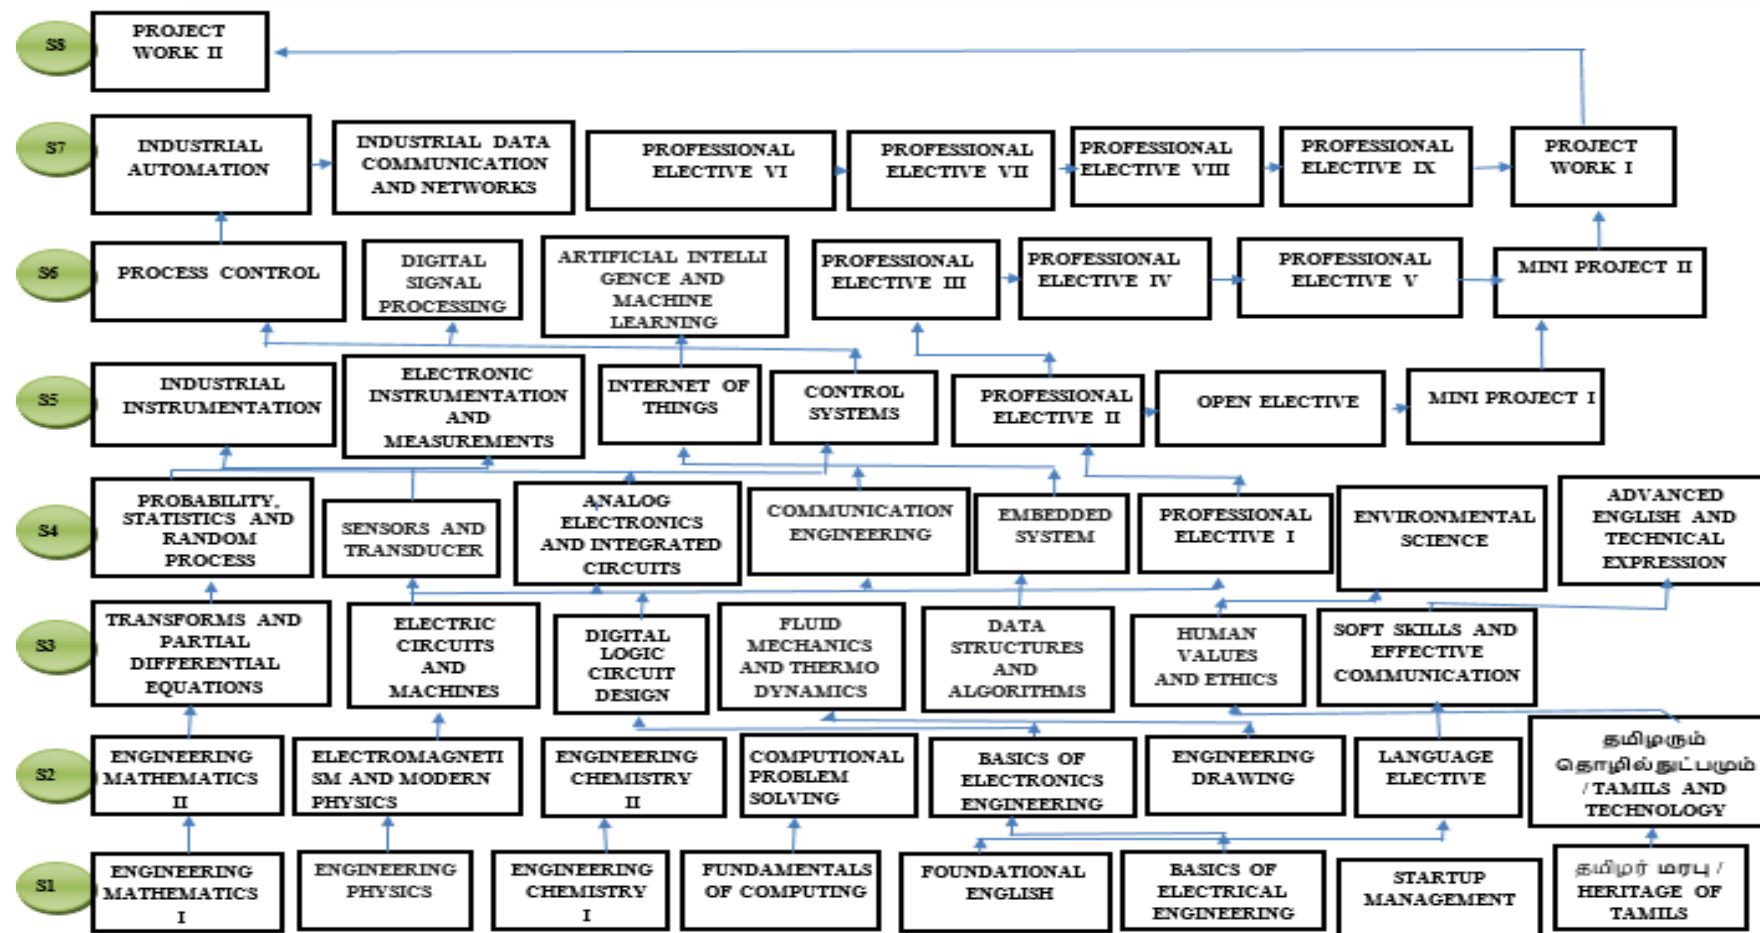 S8
PROJECT
WORK II
S7
INDUSTRIAL
AUTOMATION
INDUSTRIAL DATA
COMMUNICATION
AND NETWORKS
PROFESSIONAL
ELECTIVE VI
PROFESSIONAL
ELECTIVE VII
PROFESSIONAL
ELECTIVE VIII
PROFESSIONAL
ELECTIVE IX
PROJECT
WORK I
S6
PROCESS CONTROL
DIGITAL
SIGNAL
PROCESSING
ARTIFICIAL INTELLI
GENCE AND
MACHINE
LEARNING
PROFESSIONAL
ELECTIVE III
PROFESSIONAL
ELECTIVE IV
PROFESSIONAL
ELECTIVE V
MINI PROJECT II
S5
INDUSTRIAL
INSTRUMENTATION
ELECTRONIC
INSTRUMENTATION
AND
MEASUREMENTS
INTERNET OF
THINGS
CONTROL
SYSTEMS
PROFESSIONAL
ELECTIVE II
OPEN ELECTIVE
MINI PROJECT I
S4
PROBABILITY,
STATISTICS AND
RANDOM
PROCESS
SENSORS AND
TRANSDUCER
ANALOG
ELECTRONICS
AND INTEGRATED
CIRCUITS
COMMUNICATION
ENGINEERING
EMBEDDED
SYSTEM
PROFESSIONAL
ELECTIVE I
ENVIRONMENTAL
SCIENCE
ADVANCED
ENGLISH AND
TECHNICAL
EXPRESSION
S3
TRANSFORMS AND
PARTIAL
DIFFERENTIAL
EQUATIONS
ELECTRIC
CIRCUITS
AND
MACHINES
DIGITAL
LOGIC
CIRCUIT
DESIGN
FLUID
MECHANICS
AND THERMO
DYNAMICS
DATA
STRUCTURES
AND
ALGORITHMS
HUMAN
VALUES
AND ETHICS
SOFT SKILLS AND
EFFECTIVE
COMMUNICATION
S2
ENGINEERING
MATHEMATICS
II
ELECTROMAGNETI
SM AND MODERN
PHYSICS
ENGINEERING
CHEMISTRY
II
COMPUTIONAL
PROBLEM
SOLVING
BASICS OF
ELECTRONICS
ENGINEERING
ENGINEERING
DRAWING
LANGUAGE
ELECTIVE
தமிழரும்
தொழில்நுட்பமும்
/ TAMILS AND
TECHNOLOGY
S1
ENGINEERING
MATHEMATICS
I
ENGINEERING
PHYSICS
ENGINEERING
CHEMISTRY
I
FUNDAMENTALS
OF COMPUTING
FOUNDATIONAL
ENGLISH
BASICS OF
ELECTRICAL
ENGINEERING
STARTUP
MANAGEMENT
தமிழர் மரபு /
HERITAGE OF
TAMILS